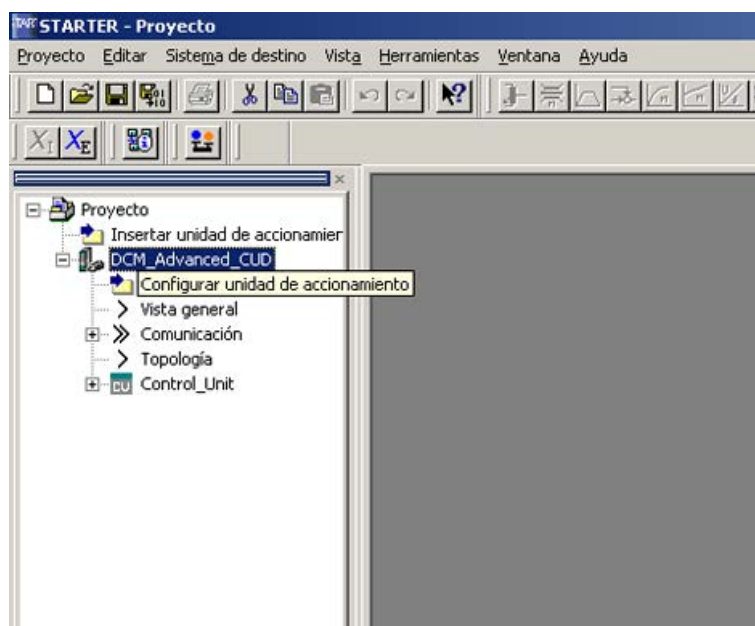 STARTER - Proyecto
Proyecto Editar Sistema de destino Vista Herramientas Ventana Ayuda
Proyecto
Insertar unidad de accionamier
DCM_Advanced_CUD
Configurar unidad de accionamiento
Vista general
Comunicación
Topología
CU Control_Unit